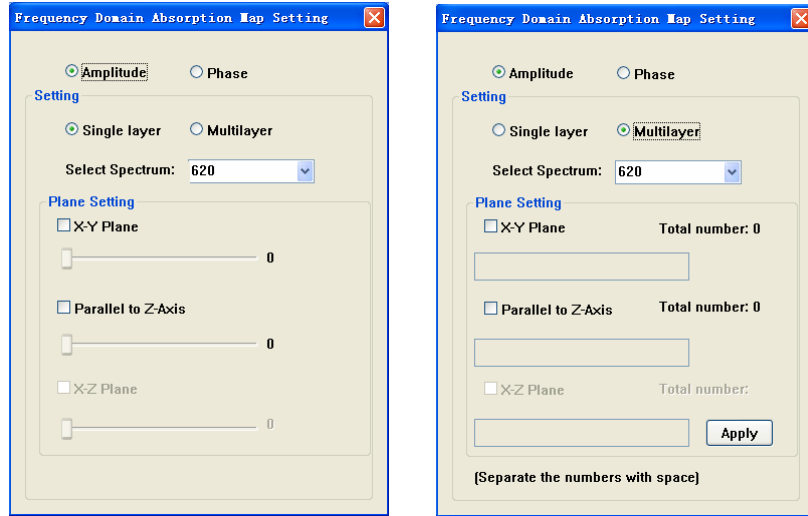 Frequency Domain Absorption Map Setting
Amplitude Phase
Setting
Single layer Multilayer
Select Spectrum: 620
Plane Setting
X-Y Plane
0
Parallel to Z-Axis
0
X-Z Plane
0
Frequency Domain Absorption Map Setting
Amplitude Phase
Setting
Single layer Multilayer
Select Spectrum: 620
Plane Setting
X-Y Plane Total number: 0
Parallel to Z-Axis Total number: 0
X-Z Plane Total number:
Apply
(Separate the numbers with space)